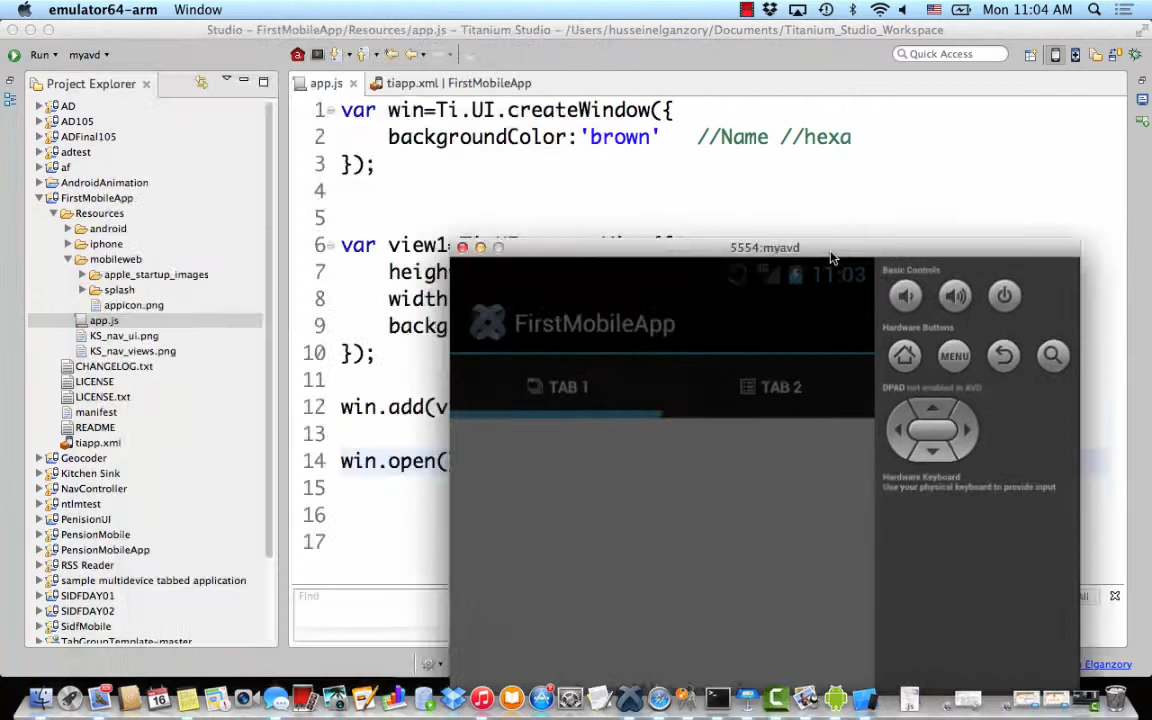 emulator64-arm Window
Mon 11:04 AM
Studio - FirstMobileApp/Resources/app.js - Titanium Studio - /Users/husseinelganzory/Documents/Titanium_Studio_Workspace
Run myavd
Quick Access
Project Explorer
app.js
tiapp.xml | FirstMobileApp
AD
AD105
ADFinal105
adtest
af
AndroidAnimation
FirstMobileApp
Resources
android
iphone
mobileweb
apple_startup_images
splash
appicon.png
app.js
KS_nav_ui.png
KS_nav_views.png
CHANGELOG.txt
LICENSE
LICENSE.txt
manifest
README
tiapp.xml
Geocoder
Kitchen Sink
NavController
ntlmtest
PenisionUI
PensionMobile
PensionMobileApp
RSS Reader
sample multidevice tabbed application
SIDFDAY01
SIDFDAY02
SidfMobile
TabGroupTemplate-master
1 var win=Ti.UI.createWindow({
2 backgroundColor:'brown' //Name //hexa
3 });
4
5
6 var view1
7 heigh
8 width
9 backg
10 });
11
12 win.add(v
13
14 win.open(
15
16
17
Find
All
Elganzory
5554:myavd
11:03
FirstMobileApp
TAB 1
TAB 2
Basic Controls
Hardware Buttons
MENU
DPAD not enabled in AVD
Hardware Keyboard
Use your physical keyboard to provide input